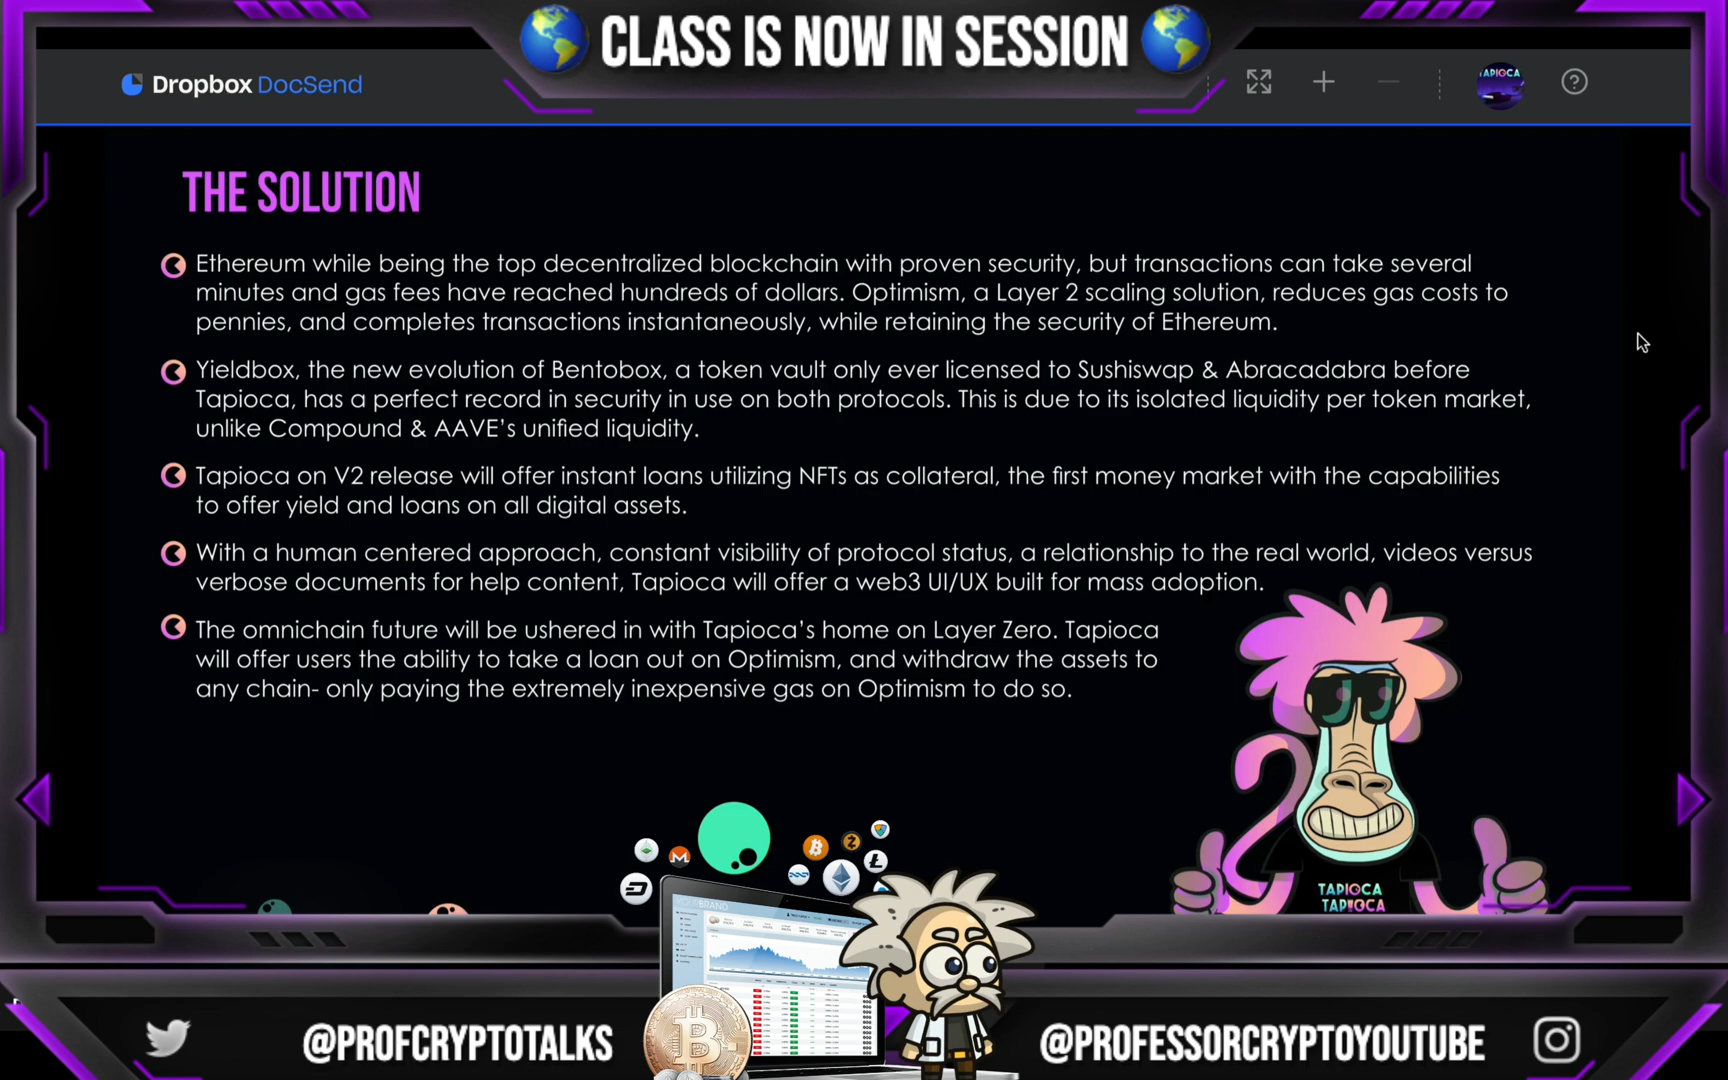 CLASS IS NOW IN SESSION
Dropbox DocSend
TAPIOCA
THE SOLUTION
Ethereum while being the top decentralized blockchain with proven security, but transactions can take several
minutes and gas fees have reached hundreds of dollars. Optimism, a Layer 2 scaling solution, reduces gas costs to
pennies, and completes transactions instantaneously, while retaining the security of Ethereum.
Yieldbox, the new evolution of Bentobox, a token vault only ever licensed to Sushiswap & Abracadabra before
Tapioca, has a perfect record in security in use on both protocols. This is due to its isolated liquidity per token market,
unlike Compound & AAVE's unified liquidity.
Tapioca on V2 release will offer instant loans utilizing NFTs as collateral, the first money market with the capabilities
to offer yield and loans on all digital assets.
With a human centered approach, constant visibility of protocol status, a relationship to the real world, videos versus
verbose documents for help content, Tapioca will offer a web3 UI/UX built for mass adoption.
The omnichain future will be ushered in with Tapioca's home on Layer Zero. Tapioca
will offer users the ability to take a loan out on Optimism, and withdraw the assets to
any chain- only paying the extremely inexpensive gas on Optimism to do so.
TAPIOCA
TAPIOCA
@PROFCRYPTOTALKS
@PROFESSORCRYPTOYOUTUBE